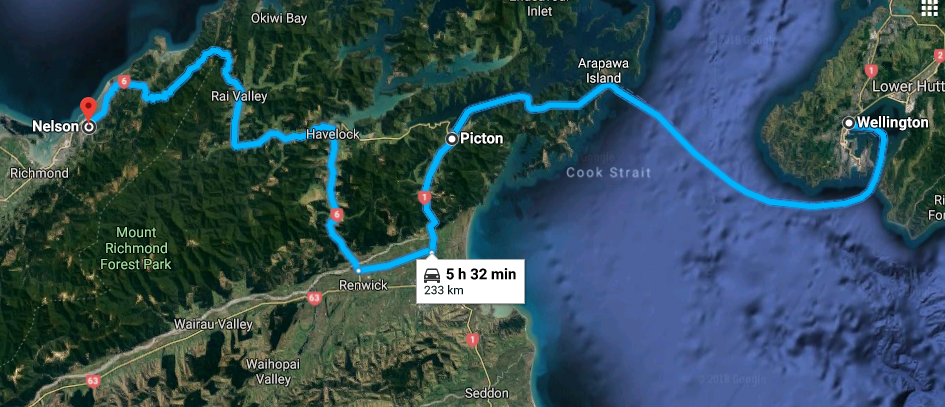 Okiwi Bay
Inlet
Arapawa
Island
1
2
Lower Hutt
6
Rai Valley
Nelson
Havelock
Picton
Wellington
Richmond
Cook Strait
1
6
Mount
Richmond
Forest Park
5 h 32 min
233 km
Renwick
63
Wairau Valley
1
Waihopai
Valley
63
Seddon